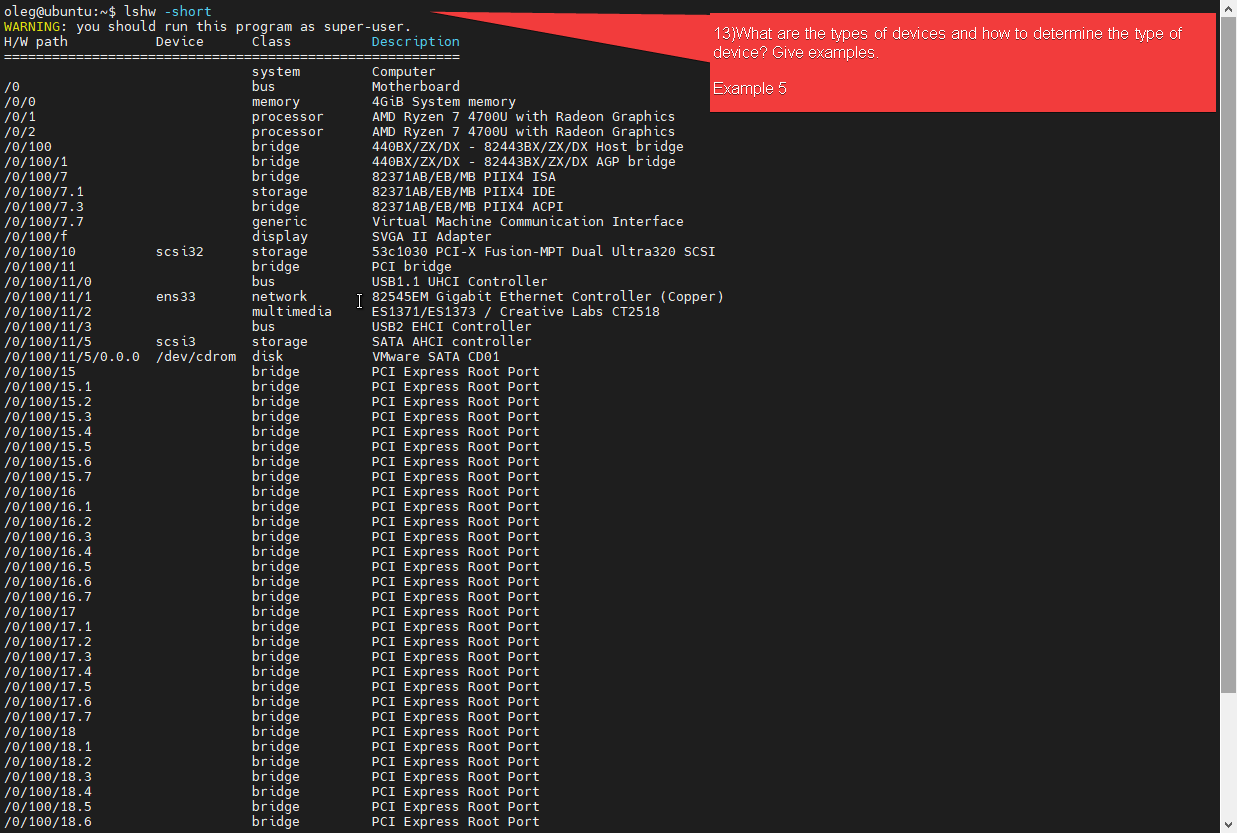 oleg@ubuntu:~$ lshw -short
WARNING: you should run this program as super-user.
H/W path Device Class Description
=========================================================
system Computer
/0 bus Motherboard
/0/0 memory 4GiB System memory
/0/1 processor AMD Ryzen 7 4700U with Radeon Graphics
/0/2 processor AMD Ryzen 7 4700U with Radeon Graphics
/0/100 bridge 440BX/ZX/DX - 82443BX/ZX/DX Host bridge
/0/100/1 bridge 440BX/ZX/DX - 82443BX/ZX/DX AGP bridge
/0/100/7 bridge 82371AB/EB/MB PIIX4 ISA
/0/100/7.1 storage 82371AB/EB/MB PIIX4 IDE
/0/100/7.3 bridge 82371AB/EB/MB PIIX4 ACPI
/0/100/7.7 generic Virtual Machine Communication Interface
/0/100/f display SVGA II Adapter
/0/100/10 scsi32 storage 53c1030 PCI-X Fusion-MPT Dual Ultra320 SCSI
/0/100/11 bridge PCI bridge
/0/100/11/0 bus USB1.1 UHCI Controller
/0/100/11/1 ens33 network 82545EM Gigabit Ethernet Controller (Copper)
/0/100/11/2 multimedia ES1371/ES1373 / Creative Labs CT2518
/0/100/11/3 bus USB2 EHCI Controller
/0/100/11/5 scsi3 storage SATA AHCI controller
/0/100/11/5/0.0.0 /dev/cdrom disk VMware SATA CD01
/0/100/15 bridge PCI Express Root Port
/0/100/15.1 bridge PCI Express Root Port
/0/100/15.2 bridge PCI Express Root Port
/0/100/15.3 bridge PCI Express Root Port
/0/100/15.4 bridge PCI Express Root Port
/0/100/15.5 bridge PCI Express Root Port
/0/100/15.6 bridge PCI Express Root Port
/0/100/15.7 bridge PCI Express Root Port
/0/100/16 bridge PCI Express Root Port
/0/100/16.1 bridge PCI Express Root Port
/0/100/16.2 bridge PCI Express Root Port
/0/100/16.3 bridge PCI Express Root Port
/0/100/16.4 bridge PCI Express Root Port
/0/100/16.5 bridge PCI Express Root Port
/0/100/16.6 bridge PCI Express Root Port
/0/100/16.7 bridge PCI Express Root Port
/0/100/17 bridge PCI Express Root Port
/0/100/17.1 bridge PCI Express Root Port
/0/100/17.2 bridge PCI Express Root Port
/0/100/17.3 bridge PCI Express Root Port
/0/100/17.4 bridge PCI Express Root Port
/0/100/17.5 bridge PCI Express Root Port
/0/100/17.6 bridge PCI Express Root Port
/0/100/17.7 bridge PCI Express Root Port
/0/100/18 bridge PCI Express Root Port
/0/100/18.1 bridge PCI Express Root Port
/0/100/18.2 bridge PCI Express Root Port
/0/100/18.3 bridge PCI Express Root Port
/0/100/18.4 bridge PCI Express Root Port
/0/100/18.5 bridge PCI Express Root Port
/0/100/18.6 bridge PCI Express Root Port
13)What are the types of devices and how to determine the type of
device? Give examples.
Example 5